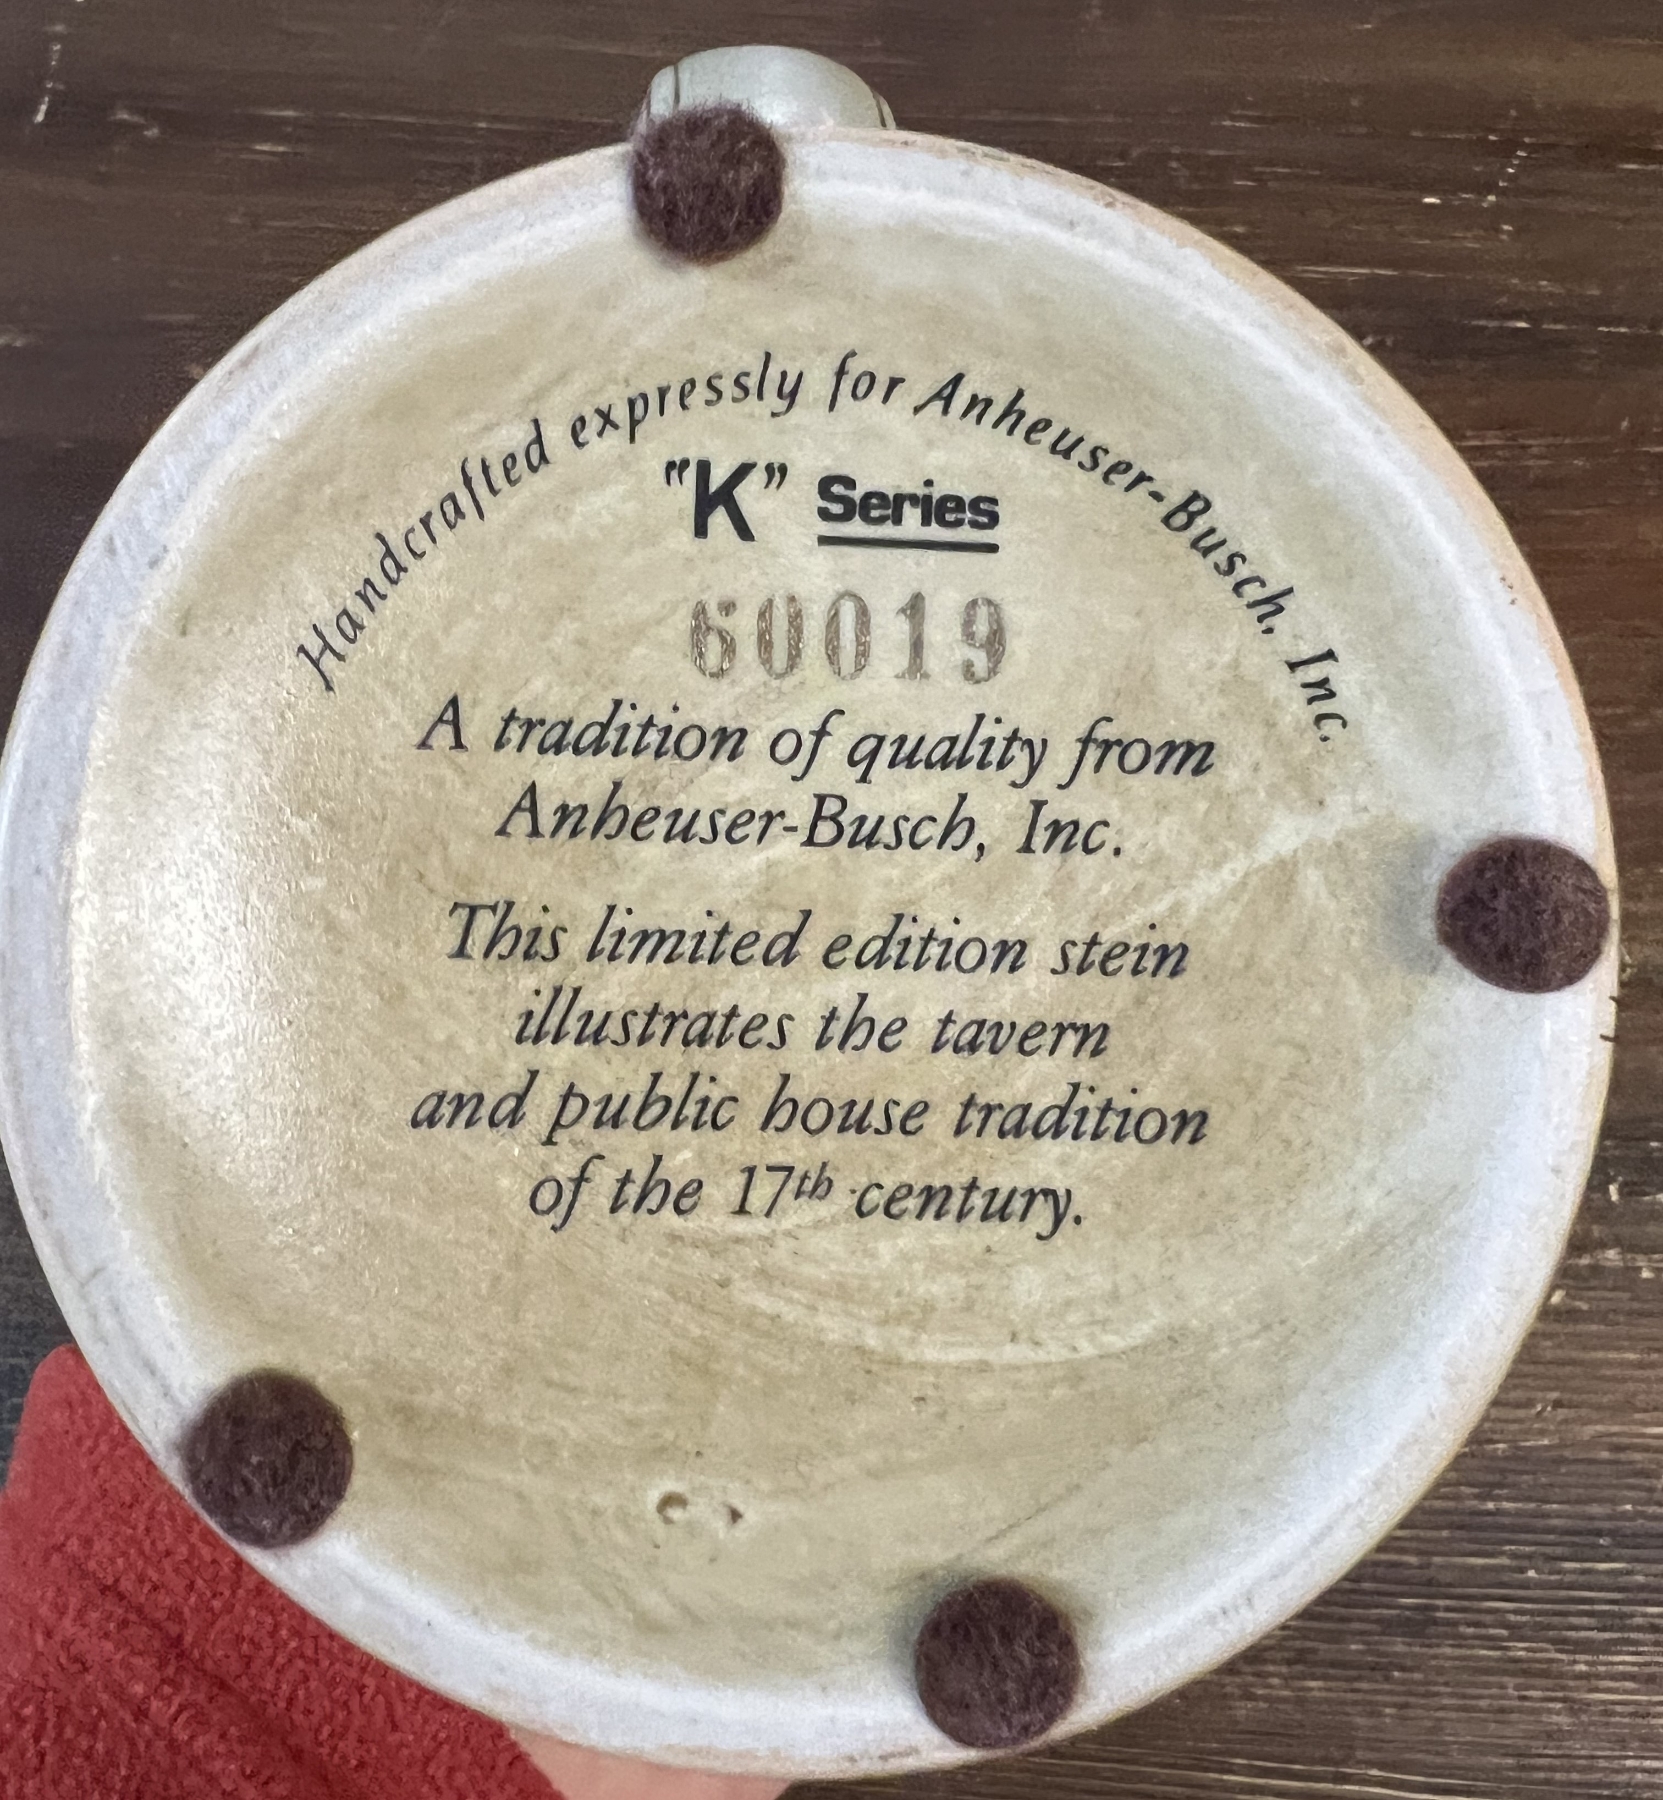 Handcrafted expressly for Anheuser-Busch, Inc.
"K" Series
60019
A tradition of quality from
Anheuser-Busch, Inc.
This limited edition stein
illustrates the tavern
and public house tradition
of the 17th century.